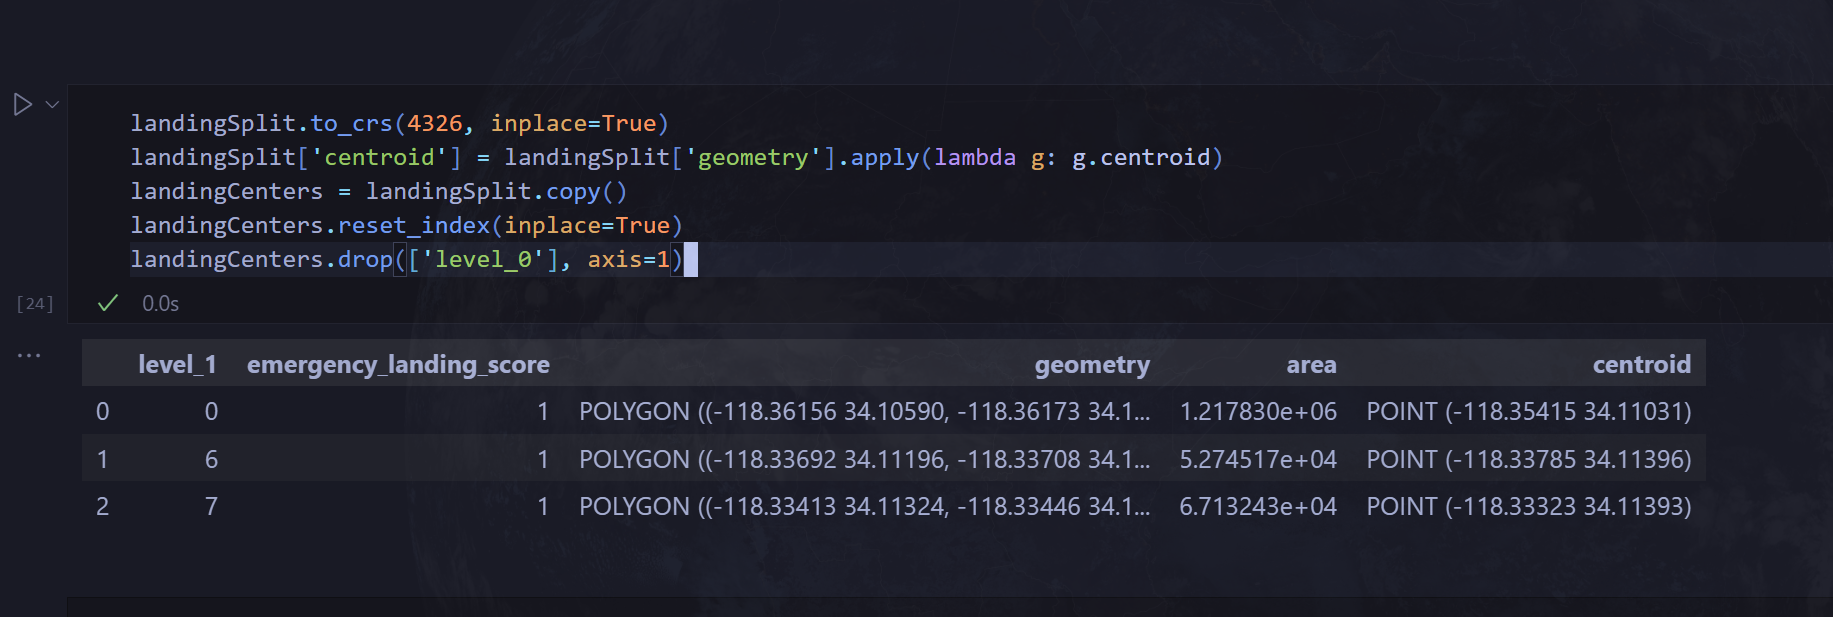 landingSplit.to_crs(4326, inplace=True)
landingSplit['centroid'] = landingSplit['geometry'].apply(lambda g: g.centroid)
landingCenters = landingSplit.copy()
landingCenters.reset_index(inplace=True)
landingCenters.drop(['level_0'], axis=1)
[24] 0.0s
level_1 emergency_landing_score geometry area centroid
0 0 1 POLYGON ((-118.36156 34.10590, -118.36173 34.1... 1.217830e+06 POINT (-118.35415 34.11031)
1 6 1 POLYGON ((-118.33692 34.11196, -118.33708 34.1... 5.274517e+04 POINT (-118.33785 34.11396)
2 7 1 POLYGON ((-118.33413 34.11324, -118.33446 34.1... 6.713243e+04 POINT (-118.33323 34.11393)